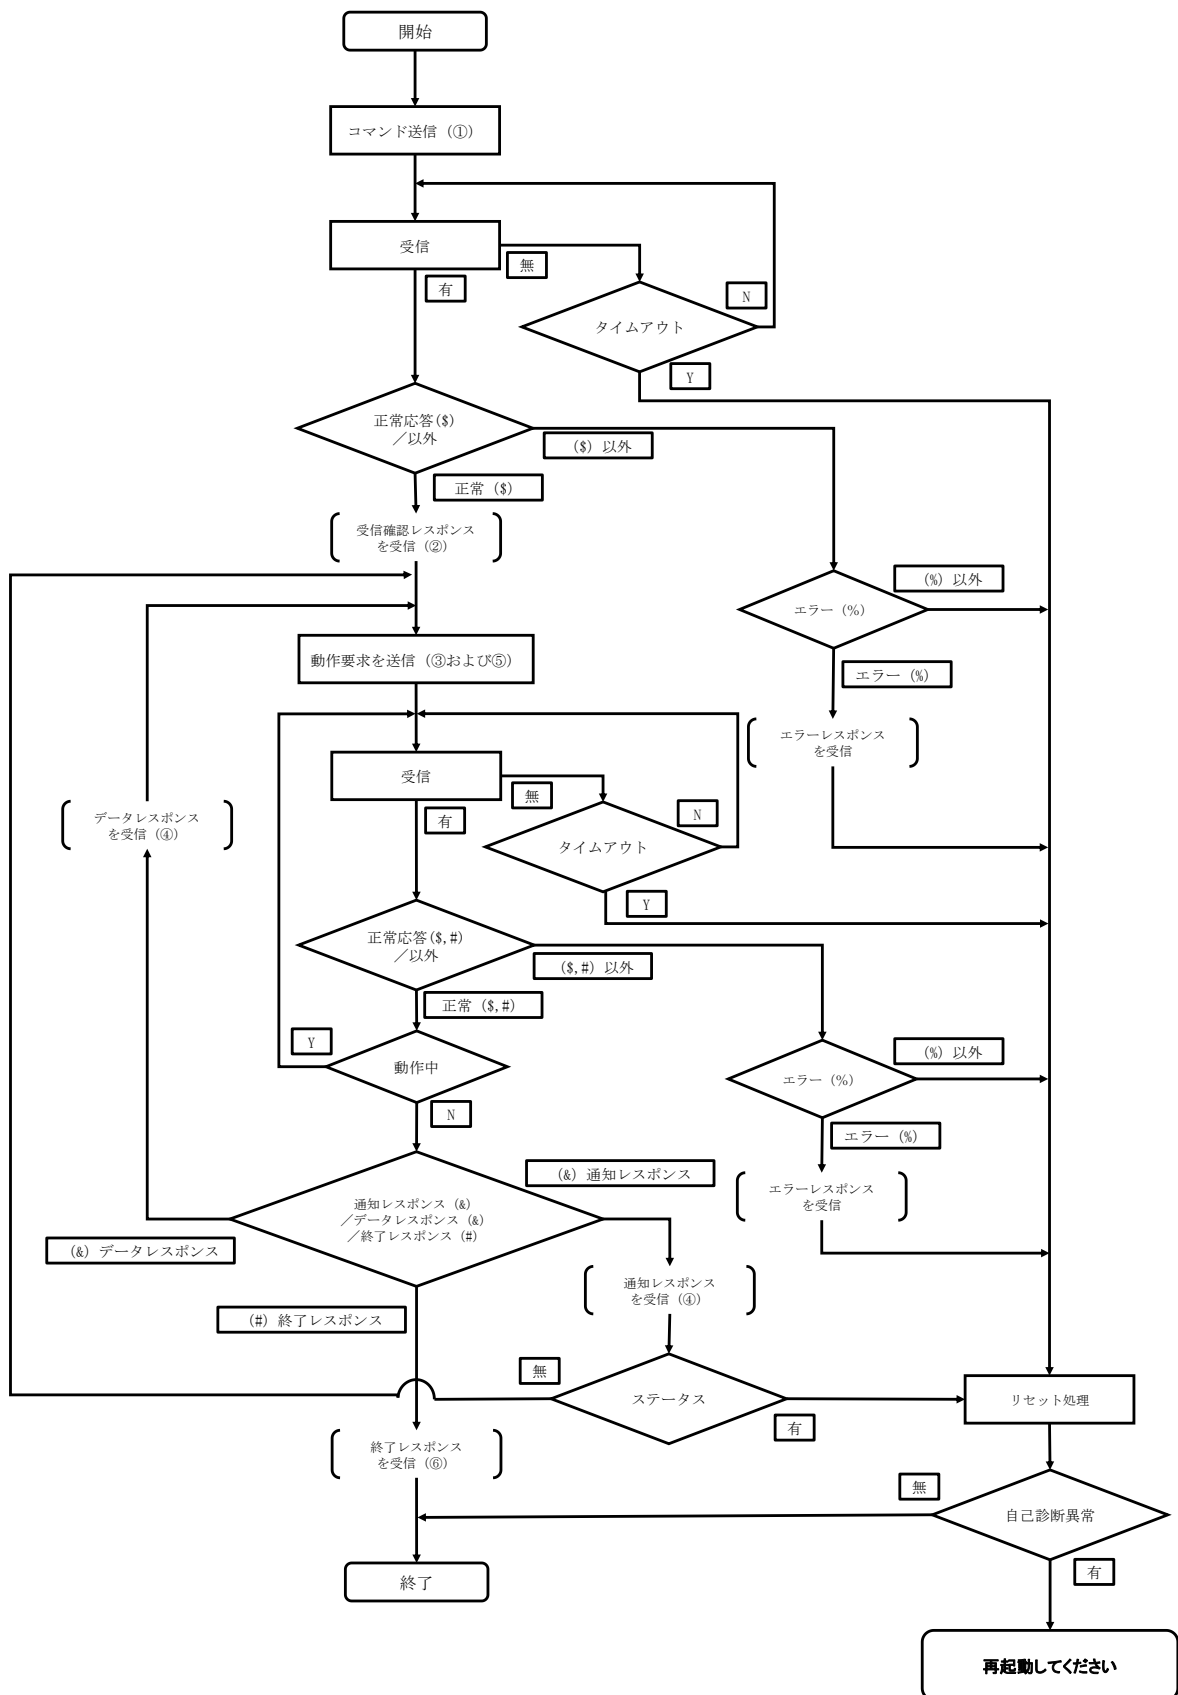 開始
コマンド送信（①）
受信
無
有
N
タイムアウト
Y
正常応答($)
／以外
($) 以外
正常 ($)
受信確認レスポンス
を受信（②）
(%) 以外
エラー (%)
動作要求を送信（③および⑤）
エラー (%)
エラーレスポンス
を受信
受信
無
有
N
タイムアウト
Y
データレスポンス
を受信（④）
正常応答($,#)
／以外
($,#) 以外
正常 ($,#)
Y
動作中
N
(%) 以外
エラー (%)
エラー (%)
(&) 通知レスポンス
エラーレスポンス
を受信
通知レスポンス (&)
／データレスポンス (&)
／終了レスポンス (#)
(&) データレスポンス
通知レスポンス
を受信（④）
(#) 終了レスポンス
無
ステータス
有
リセット処理
終了レスポンス
を受信（⑥）
無
自己診断異常
有
終了
再起動してください